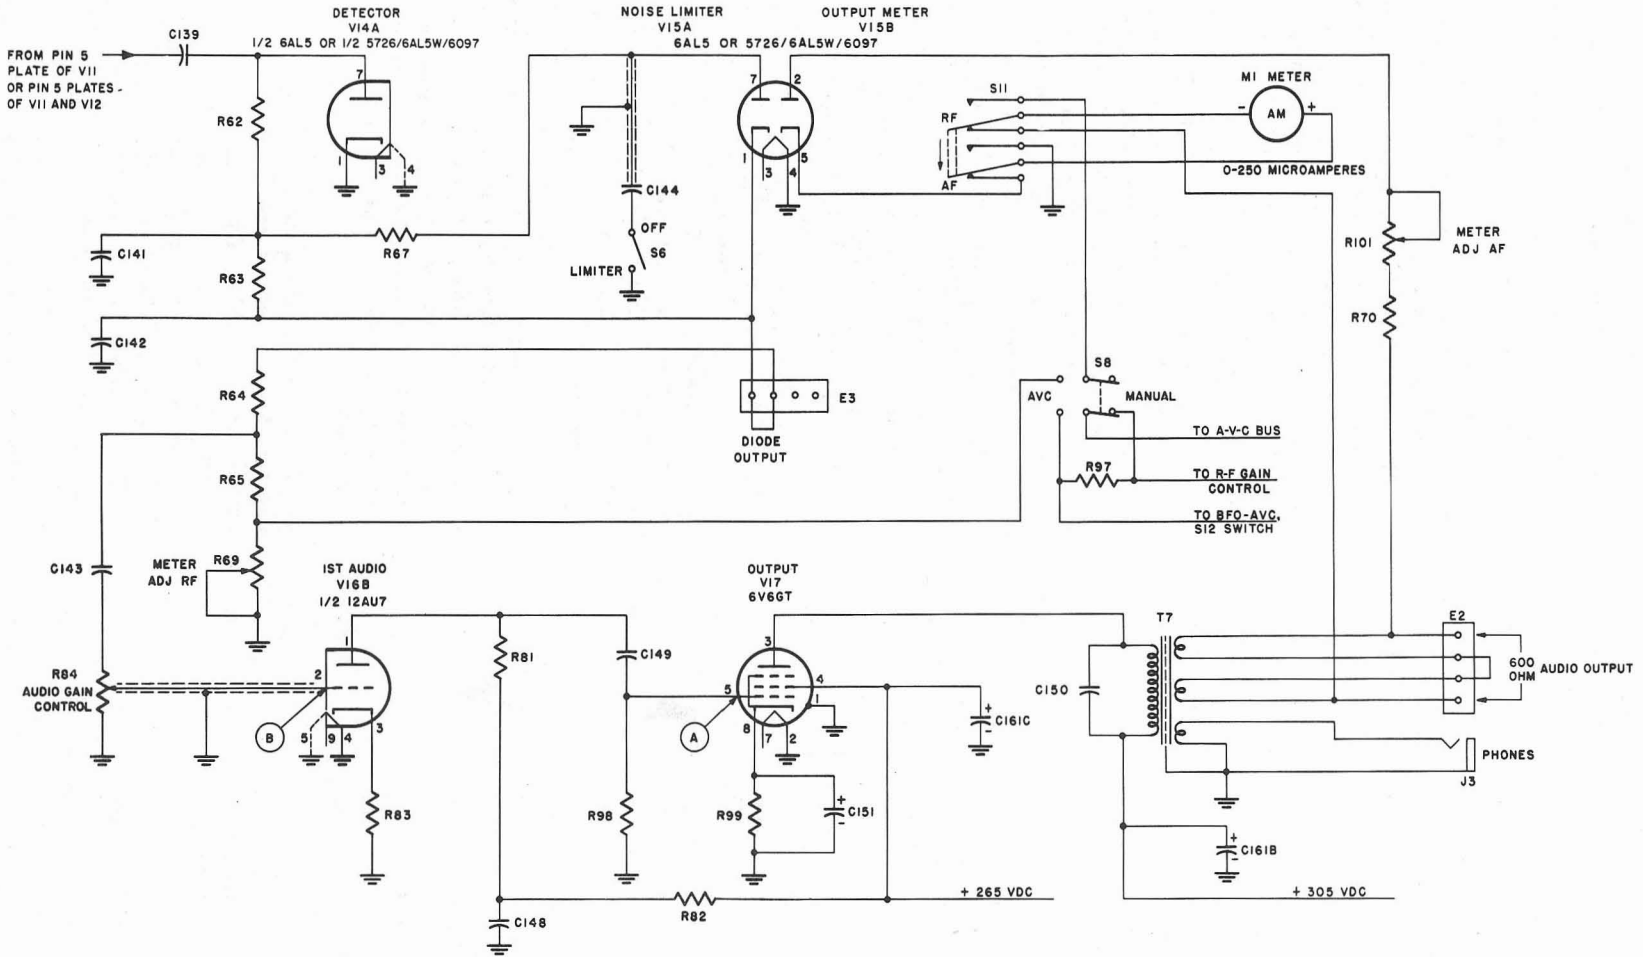 DETECTOR
V14A
1/2 6AL5 OR 1/2 5726/6AL5W/6097
NOISE LIMITER
V15A
OUTPUT METER
V15B
6AL5 OR 5726/6AL5W/6097
FROM PIN 5
PLATE OF V11
OR PIN 5 PLATES -
OF V11 AND V12
C139
7
R62
1
3
4
7
2
1
3
4
5
S11
RF
AF
M1 METER
-
AM
+
0-250 MICROAMPERES
C144
OFF
S6
LIMITER
C141
R63
R67
R101
METER
ADJ AF
C142
R70
R64
E3
DIODE
OUTPUT
S8
AVC
MANUAL
TO A-V-C BUS
R97
TO R-F GAIN
CONTROL
TO BFO-AVC,
S12 SWITCH
R65
C143
METER
ADJ RF
R69
1ST AUDIO
V16B
1/2 12AU7
1
2
3
5
9
4
R84
AUDIO GAIN
CONTROL
B
R83
R81
C149
OUTPUT
V17
6V6GT
3
5
4
1
8
7
2
A
R98
R99
+
C151
-
+
C161C
-
C150
T7
E2
600
OHM
AUDIO OUTPUT
PHONES
J3
+
C161B
-
C148
R82
+ 265 VDC
+ 305 VDC